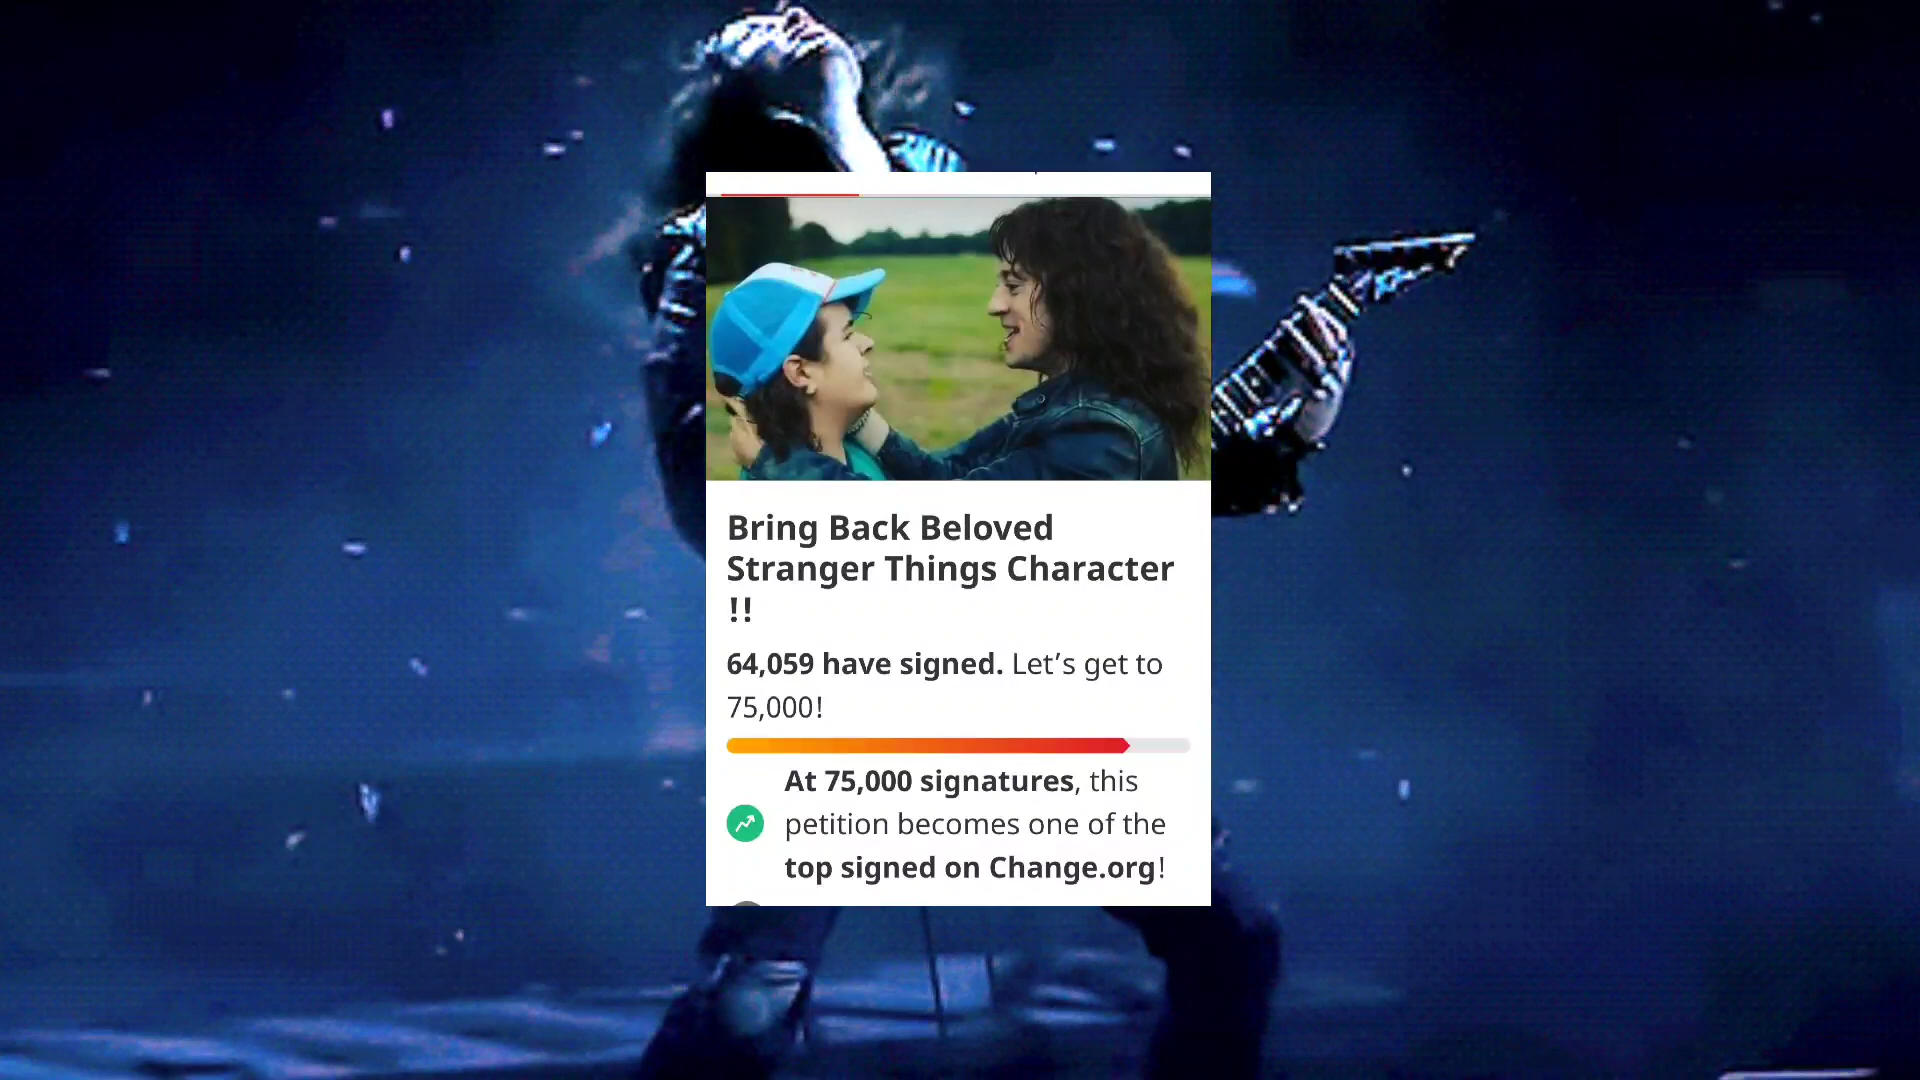 Bring Back Beloved
Stranger Things Character
!!
64,059 have signed. Let’s get to
75,000!
At 75,000 signatures, this
petition becomes one of the
top signed on Change.org!